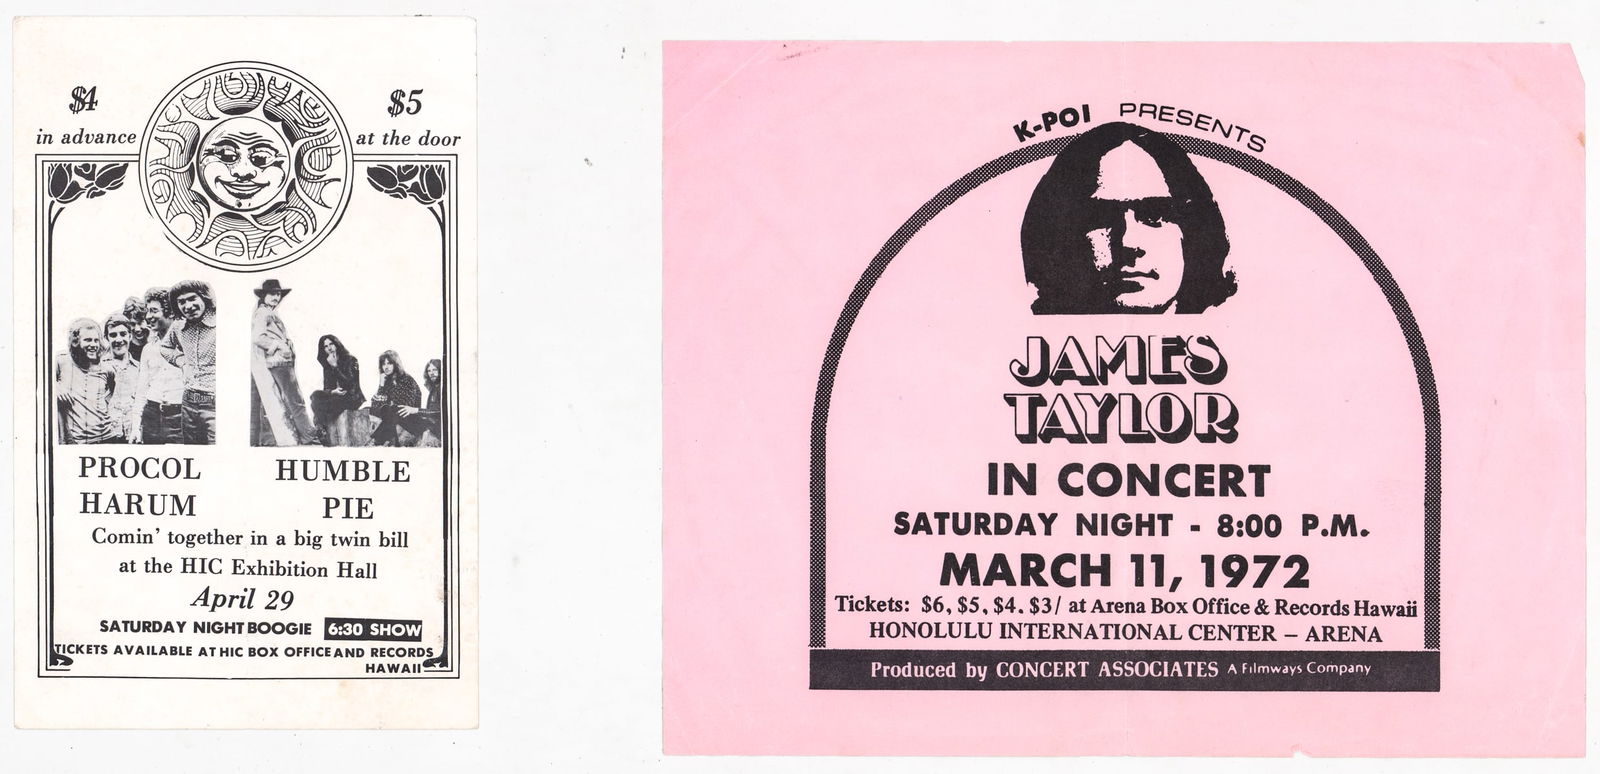 $4
in advance
$5
at the door
PROCOL
HARUM
HUMBLE
PIE
Comin' together in a big twin bill
at the HIC Exhibition Hall
April 29
SATURDAY NIGHT BOOGIE 6:30 SHOW
TICKETS AVAILABLE AT HIC BOX OFFICE AND RECORDS
HAWAII
K-POI PRESENTS
JAMES
TAYLOR
IN CONCERT
SATURDAY NIGHT - 8:00 P.M.
MARCH 11, 1972
Tickets: $6, $5, $4. $3/ at Arena Box Office & Records Hawaii
HONOLULU INTERNATIONAL CENTER – ARENA
Produced by CONCERT ASSOCIATES A Filmways Company